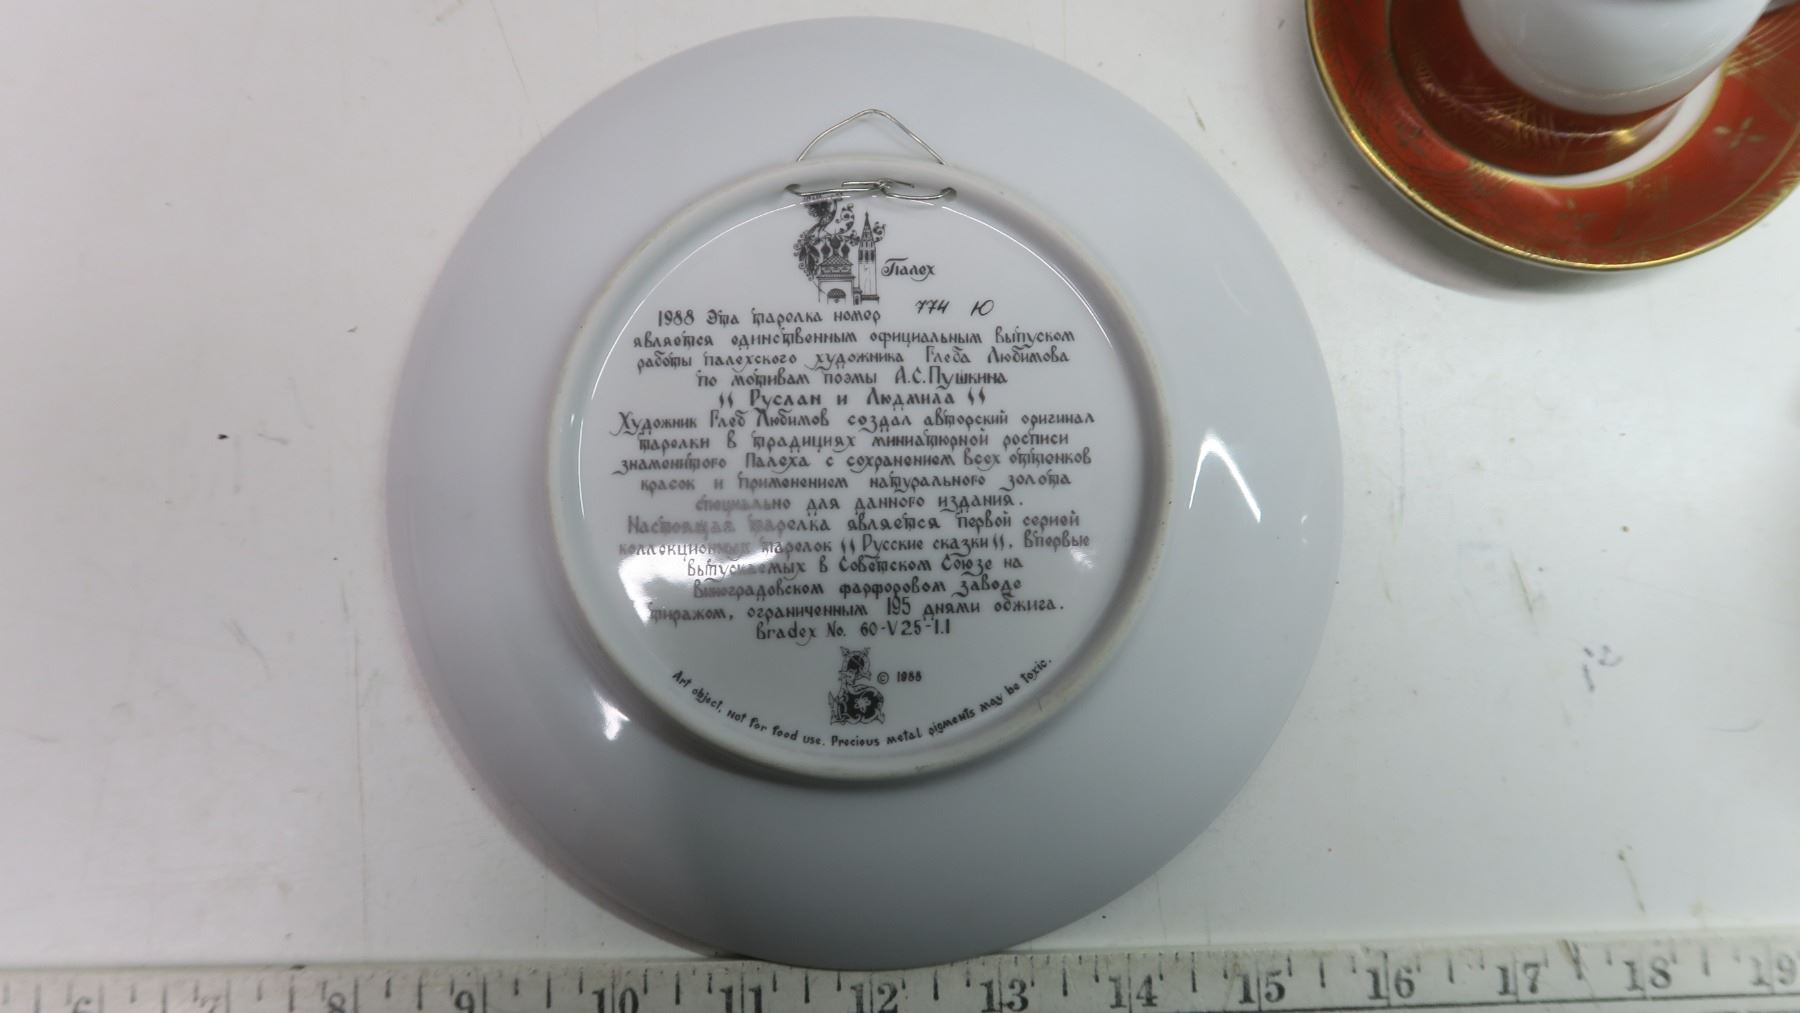 Палех
1988 Эта тарелка номер 774 Ю
является единственным официальным выпуском
работы палехского художника Глеба Любимова
по мотивам поэмы А.С.Пушкина
"Руслан и Людмила"
Художник Глеб Любимов создал авторский оригинал
тарелки в традициях миниатюрной росписи
знаменитого Палеха с сохранением всех оттенков
красок и применением натурального золота
специально для данного издания.
Настоящая тарелка является первой серией
коллекционных тарелок "Русские сказки", впервые
выпускаемых в Советском Союзе на
Виноградовском фарфоровом заводе
тиражом, ограниченным 195 днями обжига.
Bradex No. 60-V25-1.1
© 1988
Art object, not for food use. Precious metal pigments may be toxic.
6 7 8 9 10 11 12 13 14 15 16 17 18 19